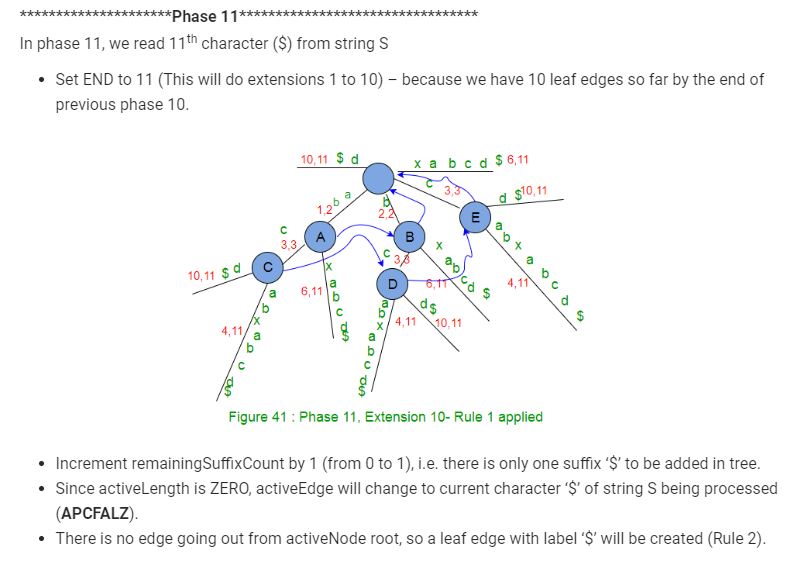 *********************Phase 11*********************************
In phase 11, we read 11th character ($) from string S
• Set END to 11 (This will do extensions 1 to 10) – because we have 10 leaf edges so far by the end of
previous phase 10.
10,11 $ d
x a b c d $ 6,11
c 3,3
d $10,11
1,2 b a
b 2,2
E
A
B
c 3,3
C
10,11 $ d
c 3,3
D
x a b c d $ 6,11
x a b c d $ 6,11
a b x a b c d $ 4,11
a b x a b c d $ 4,11
a b x a b c d $ 4,11
d $ 10,11
Figure 41 : Phase 11, Extension 10- Rule 1 applied
• Increment remainingSuffixCount by 1 (from 0 to 1), i.e. there is only one suffix ‘$’ to be added in tree.
• Since activeLength is ZERO, activeEdge will change to current character ‘$’ of string S being processed
(APCFALZ).
• There is no edge going out from activeNode root, so a leaf edge with label ‘$’ will be created (Rule 2).